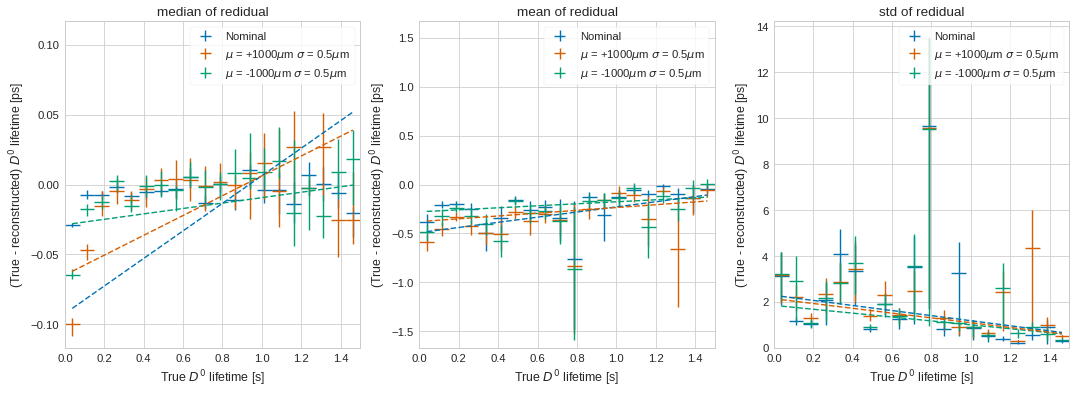 median of redidual
(True - reconstructed) D⁰ lifetime [ps]
0.10
0.05
0.00
−0.05
−0.10
Nominal
μ = +1000μm σ = 0.5μm
μ = -1000μm σ = 0.5μm
0.0 0.2 0.4 0.6 0.8 1.0 1.2 1.4
True D⁰ lifetime [s]
mean of redidual
(True - reconstructed) D⁰ lifetime [ps]
1.5
1.0
0.5
0.0
−0.5
−1.0
−1.5
Nominal
μ = +1000μm σ = 0.5μm
μ = -1000μm σ = 0.5μm
0.0 0.2 0.4 0.6 0.8 1.0 1.2 1.4
True D⁰ lifetime [s]
std of redidual
(True - reconstructed) D⁰ lifetime [ps]
14
12
10
8
6
4
2
0
Nominal
μ = +1000μm σ = 0.5μm
μ = -1000μm σ = 0.5μm
0.0 0.2 0.4 0.6 0.8 1.0 1.2 1.4
True D⁰ lifetime [s]